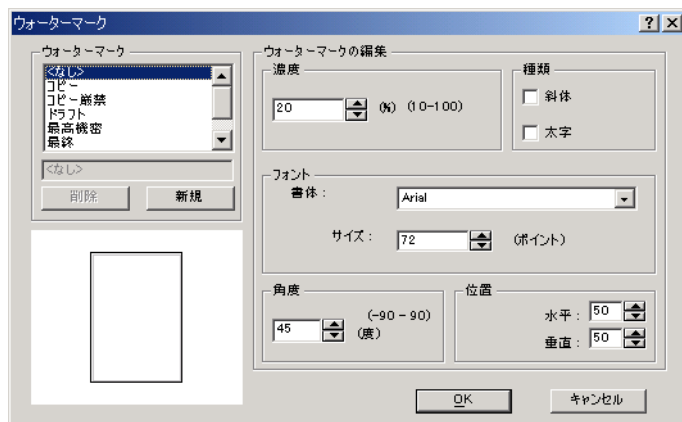 ウォーターマーク
ウォーターマーク
<なし>
コピー
コピー厳禁
ドラフト
最高機密
最終
<なし>
削除
新規
ウォーターマークの編集
濃度
20
(%) (10-100)
種類
斜体
太字
フォント
書体：
Arial
サイズ：
72
(ポイント)
角度
45
(-90 - 90)
(度)
位置
水平：
50
垂直：
50
OK
キャンセル